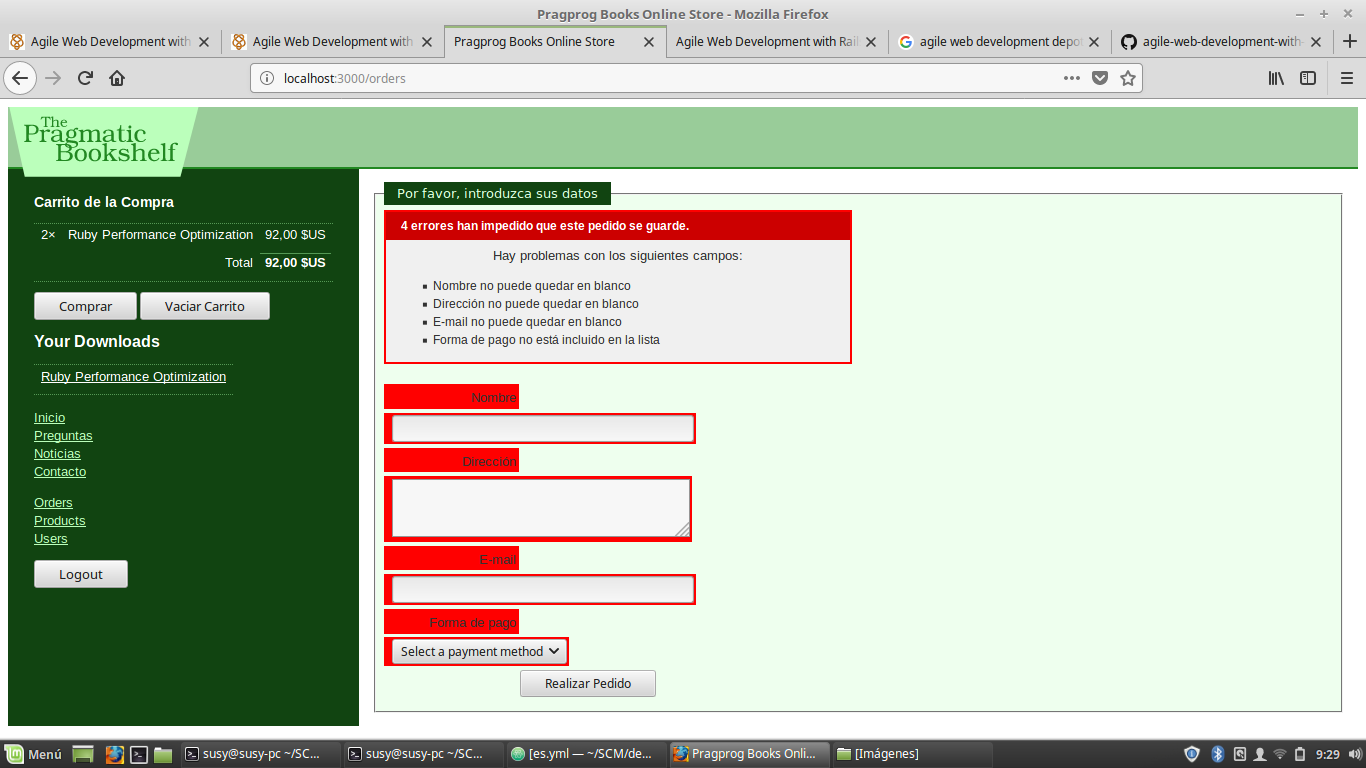 Pragprog Books Online Store - Mozilla Firefox
Agile Web Development with
Agile Web Development with
Pragprog Books Online Store
Agile Web Development with Rail
agile web development depot
agile-web-development-with-
localhost:3000/orders
The
Pragmatic
Bookshelf
Carrito de la Compra
2× Ruby Performance Optimization 92,00 $US
Total 92,00 $US
Comprar Vaciar Carrito
Your Downloads
Ruby Performance Optimization
Inicio
Preguntas
Noticias
Contacto
Orders
Products
Users
Logout
Por favor, introduzca sus datos
4 errores han impedido que este pedido se guarde.
Hay problemas con los siguientes campos:
Nombre no puede quedar en blanco
Dirección no puede quedar en blanco
E-mail no puede quedar en blanco
Forma de pago no está incluido en la lista
Nombre
Dirección
E-mail
Forma de pago
Select a payment method
Realizar Pedido
Menú
susy@susy-pc ~/SC...
susy@susy-pc ~/SC...
[es.yml — ~/SCM/de...
Pragprog Books Onli...
[Imágenes]
9:29